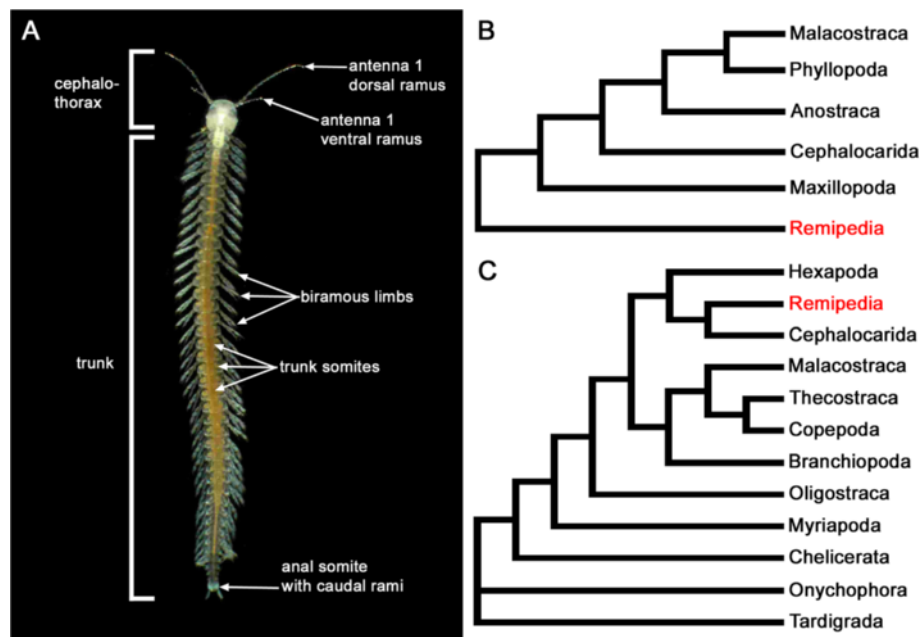 A
cephalo-
thorax
antenna 1
dorsal ramus
antenna 1
ventral ramus
biramous limbs
trunk
trunk somites
anal somite
with caudal rami
B
Malacostraca
Phyllopoda
Anostraca
Cephalocarida
Maxillopoda
Remipedia
C
Hexapoda
Remipedia
Cephalocarida
Malacostraca
Thecostraca
Copepoda
Branchiopoda
Oligostraca
Myriapoda
Chelicerata
Onychophora
Tardigrada